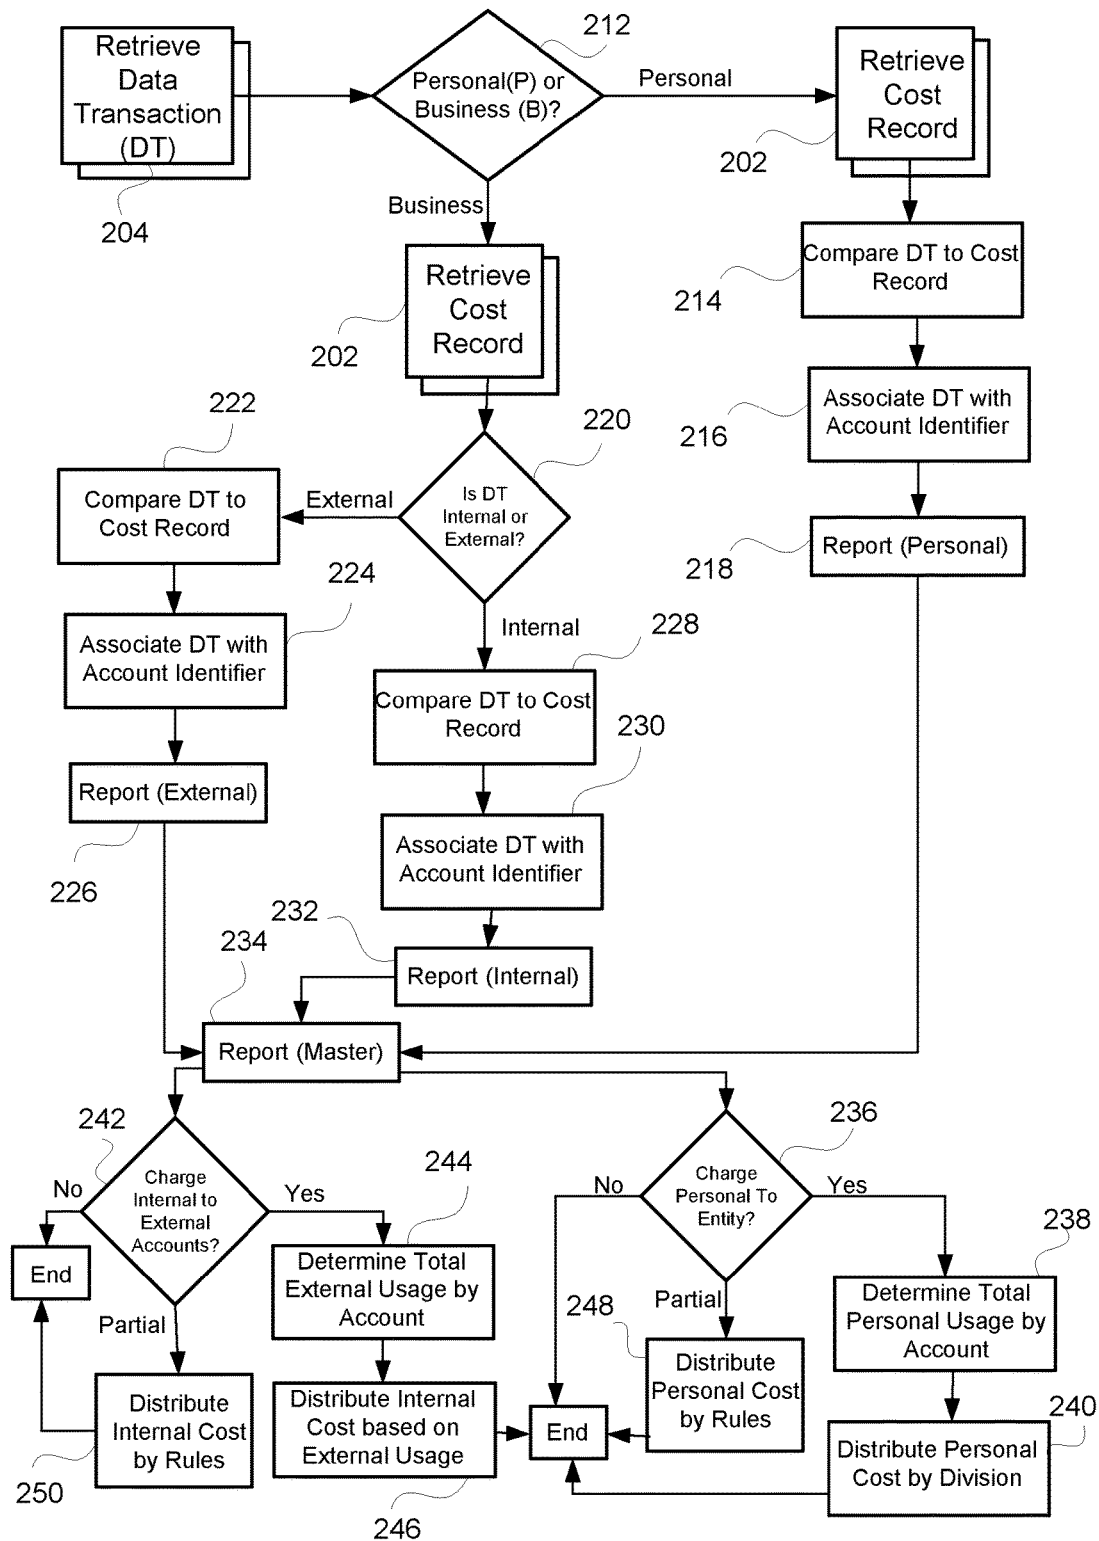 Retrieve
Data
Transaction
(DT)
204
Personal(P) or
Business (B)?
212
Personal
Retrieve
Cost
Record
202
Business
Retrieve
Cost
Record
202
Compare DT to Cost
Record
214
Associate DT with
Account Identifier
216
Report (Personal)
218
222
220
Is DT
Internal or
External?
External
Compare DT to
Cost Record
224
Associate DT with
Account Identifier
Report (External)
226
Internal
228
Compare DT to Cost
Record
230
Associate DT with
Account Identifier
232
Report (Internal)
234
Report (Master)
242
Charge
Internal to
External
Accounts?
No
End
Yes
244
Determine Total
External Usage by
Account
Partial
Distribute
Internal Cost
by Rules
250
Distribute Internal
Cost based on
External Usage
246
236
Charge
Personal To
Entity?
No
Yes
238
Determine Total
Personal Usage by
Account
Partial
248
Distribute
Personal Cost
by Rules
End
240
Distribute Personal
Cost by Division